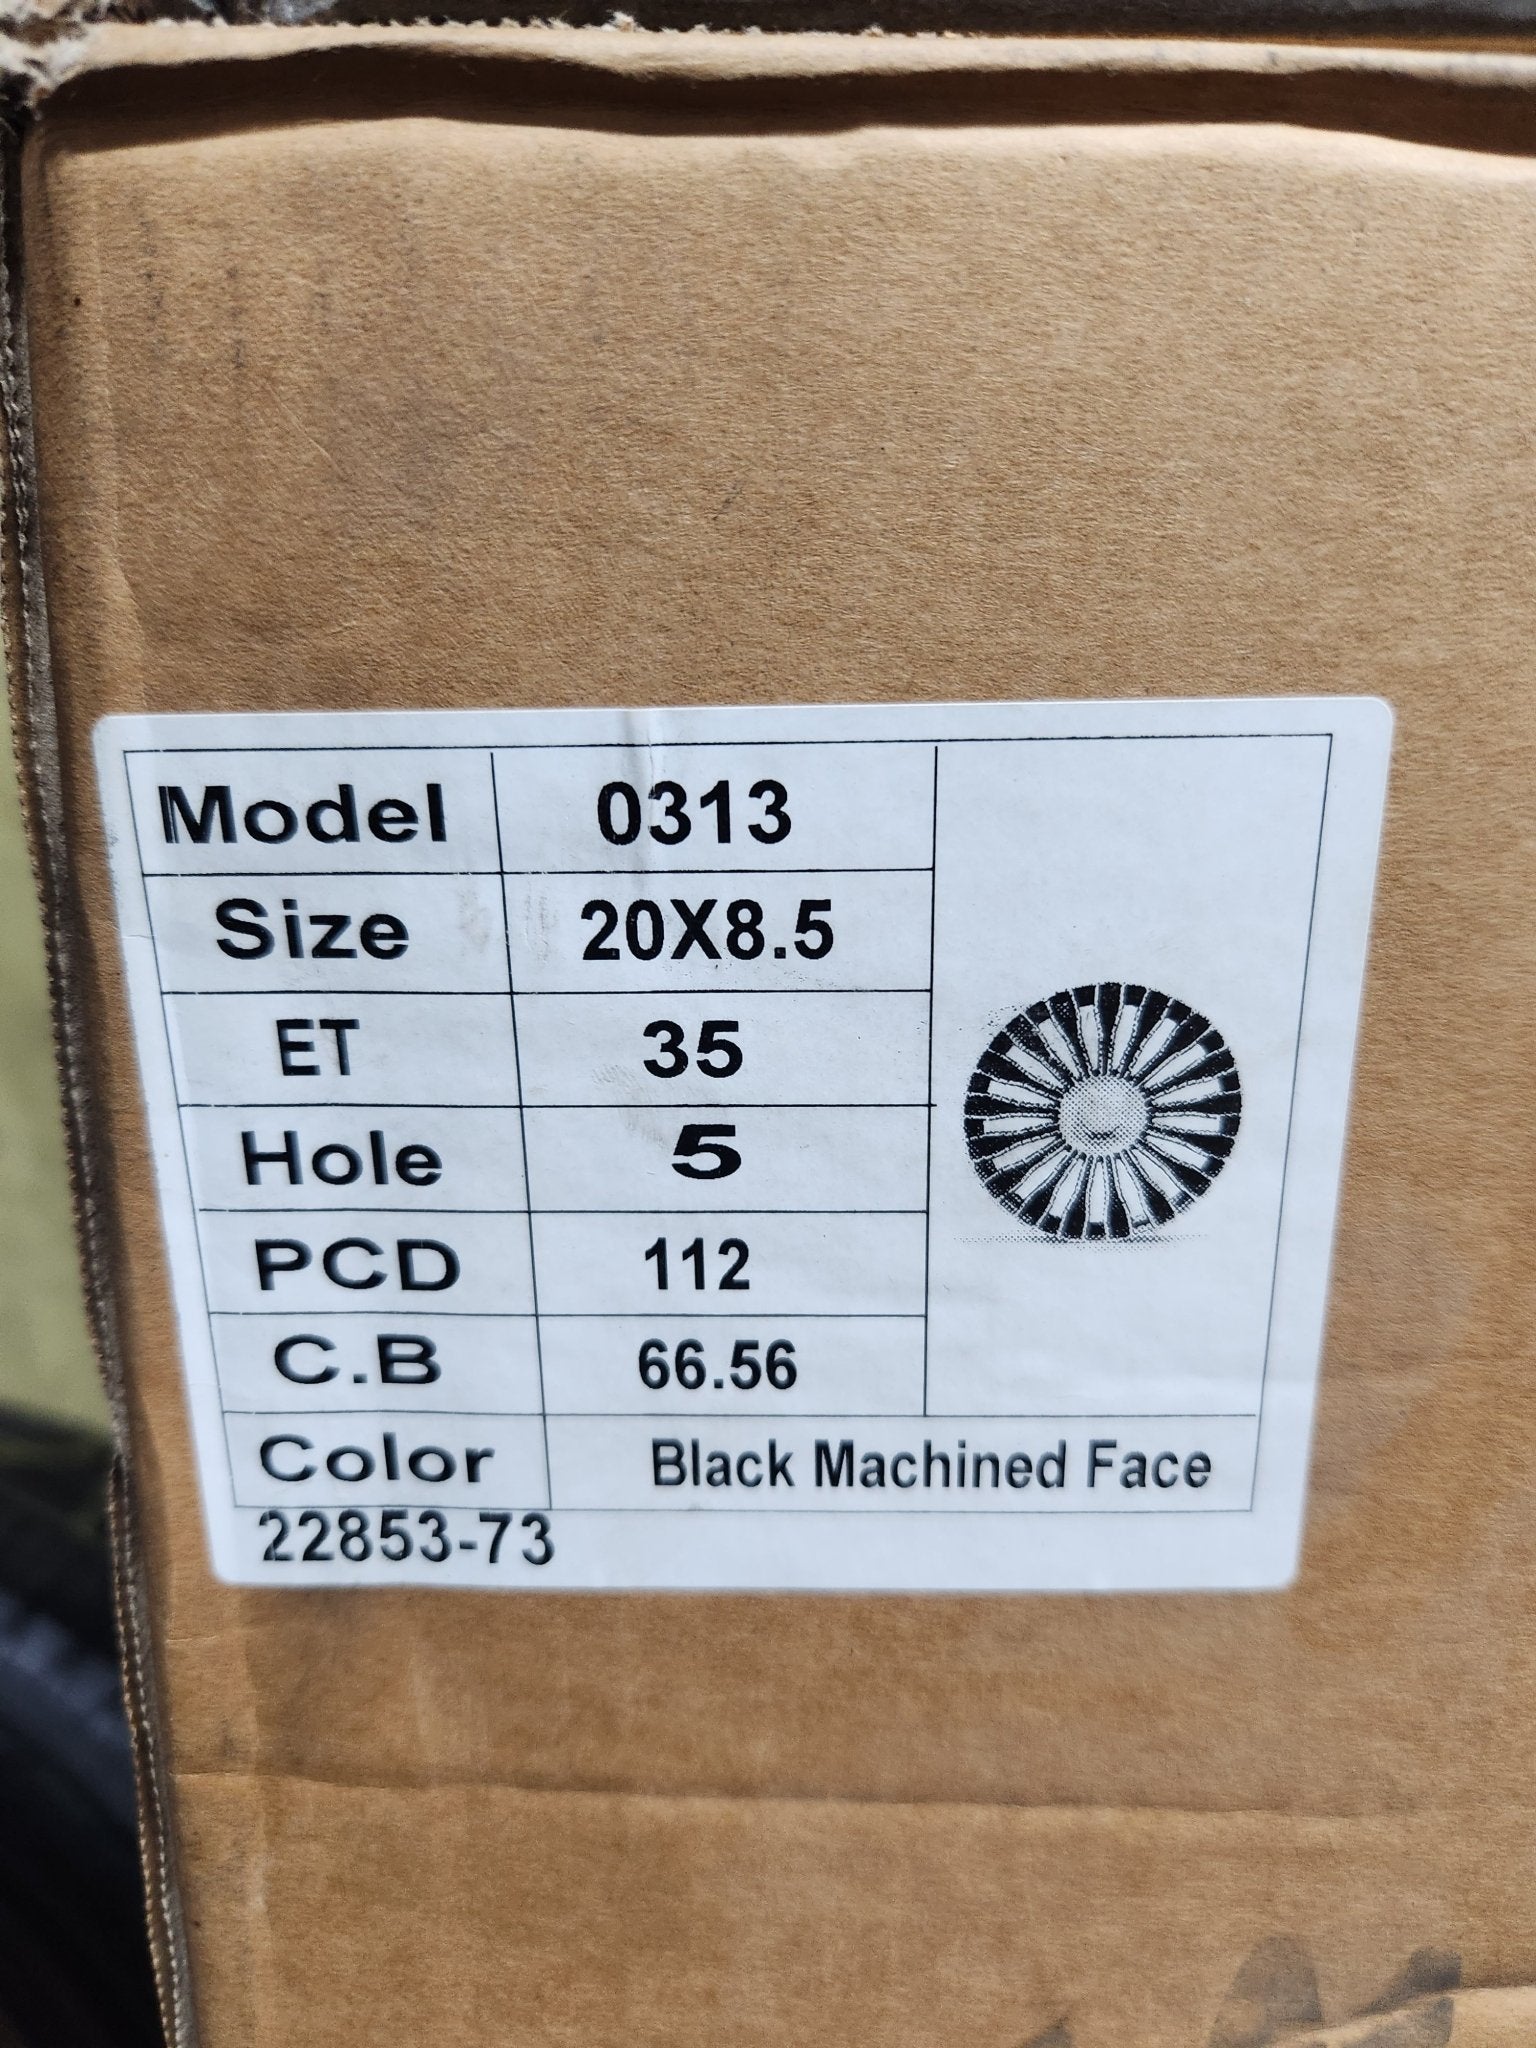 Model 0313
Size 20X8.5
ET 35
Hole 5
PCD 112
C.B 66.56
Color Black Machined Face
22853-73